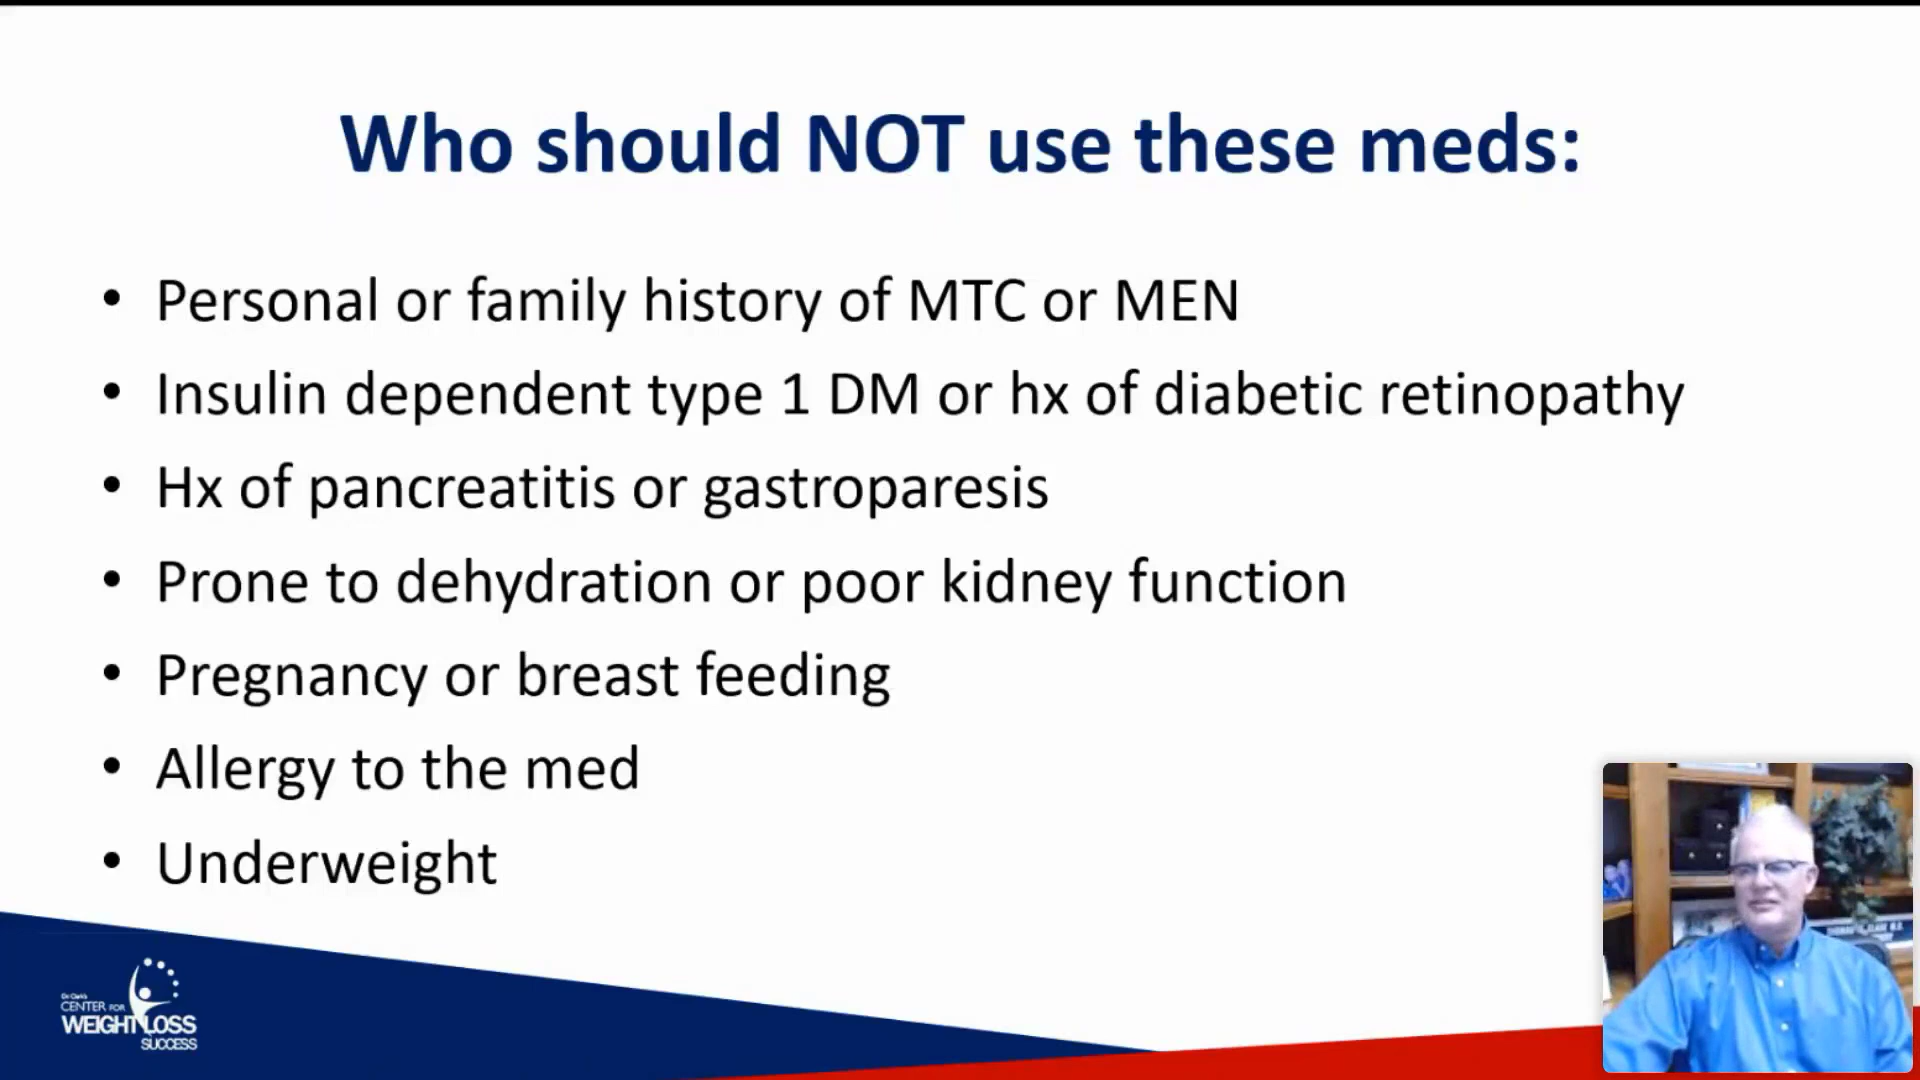 Who should NOT use these meds:
• Personal or family history of MTC or MEN
• Insulin dependent type 1 DM or hx of diabetic retinopathy
• Hx of pancreatitis or gastroparesis
• Prone to dehydration or poor kidney function
• Pregnancy or breast feeding
• Allergy to the med
• Underweight
Dr. Clark's
CENTER FOR
WEIGHT LOSS
SUCCESS